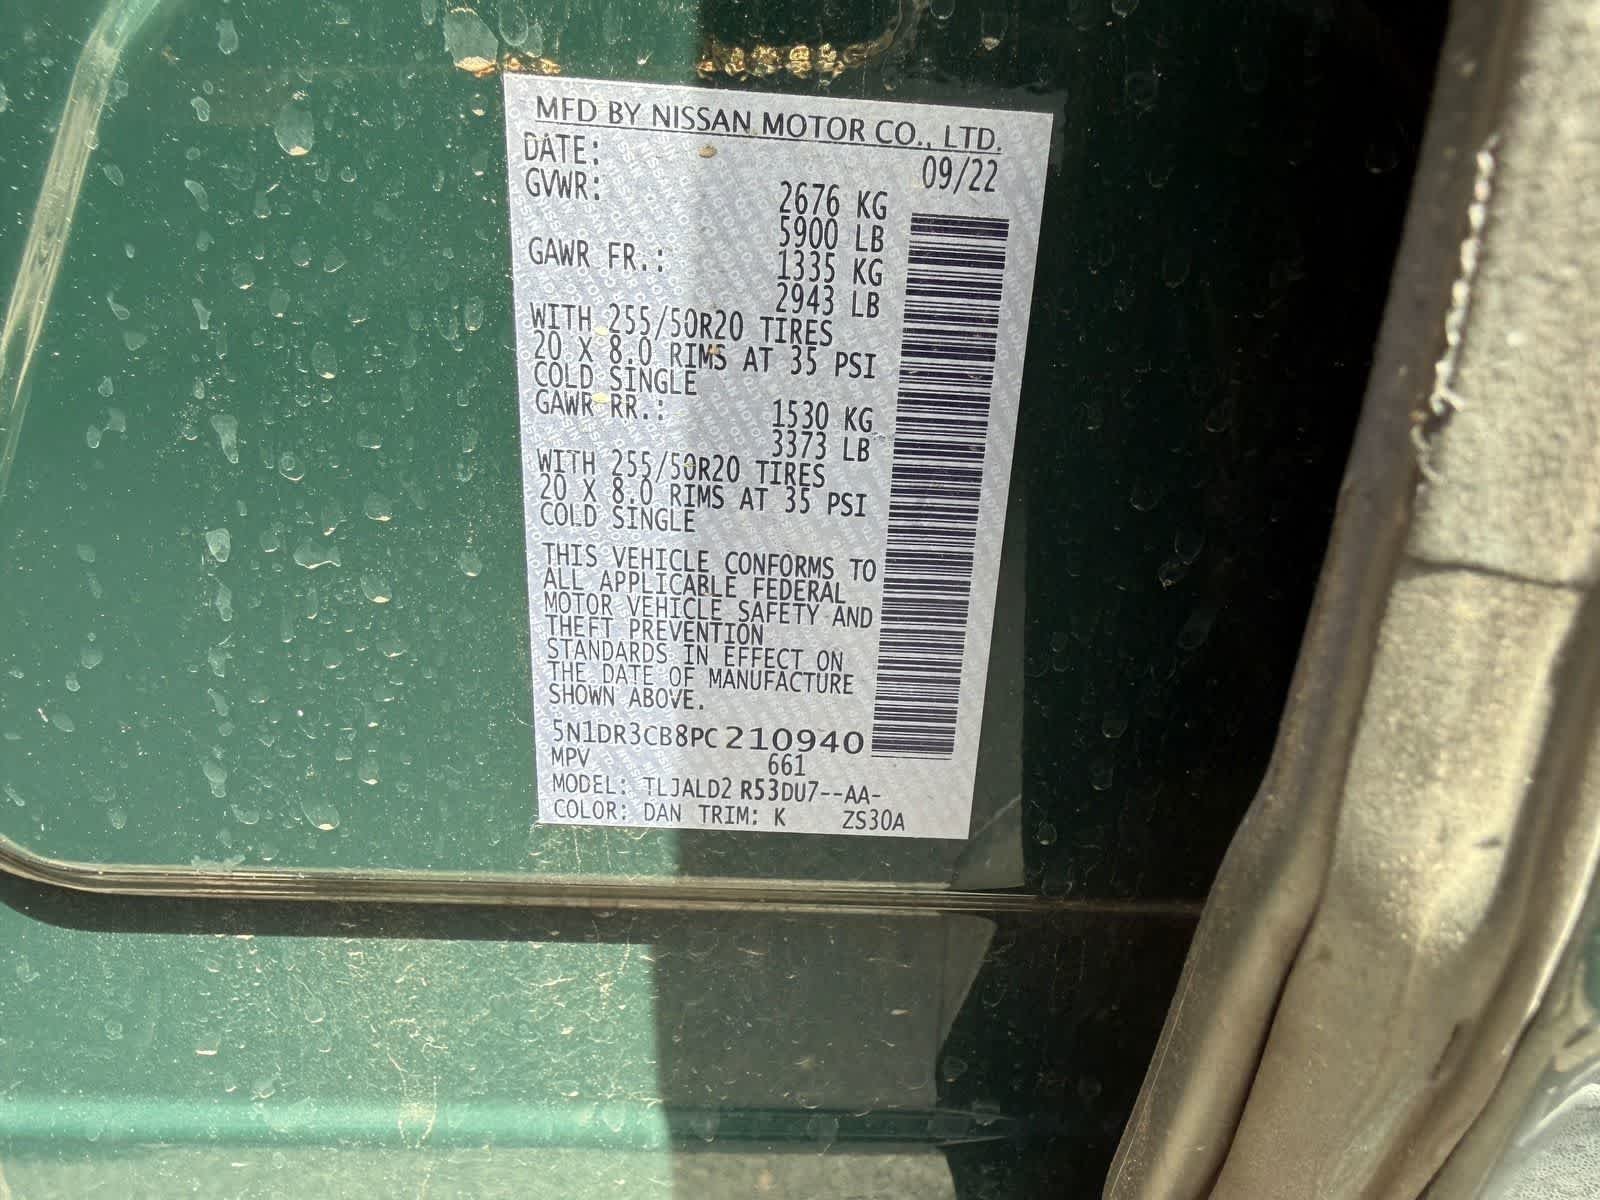 MFD BY NISSAN MOTOR CO., LTD.
DATE: 09/22
GVWR: 2676 KG
5900 LB
GAWR FR.: 1335 KG
2943 LB
WITH 255/50R20 TIRES
20 X 8.0 RIMS AT 35 PSI
COLD SINGLE
GAWR RR.: 1530 KG
3373 LB
WITH 255/50R20 TIRES
20 X 8.0 RIMS AT 35 PSI
COLD SINGLE
THIS VEHICLE CONFORMS TO
ALL APPLICABLE FEDERAL
MOTOR VEHICLE SAFETY AND
THEFT PREVENTION
STANDARDS IN EFFECT ON
THE DATE OF MANUFACTURE
SHOWN ABOVE.
5N1DR3CB8PC210940
MPV 661
MODEL: TLJALD2 R53DU7--AA-
COLOR: DAN TRIM: K ZS30A